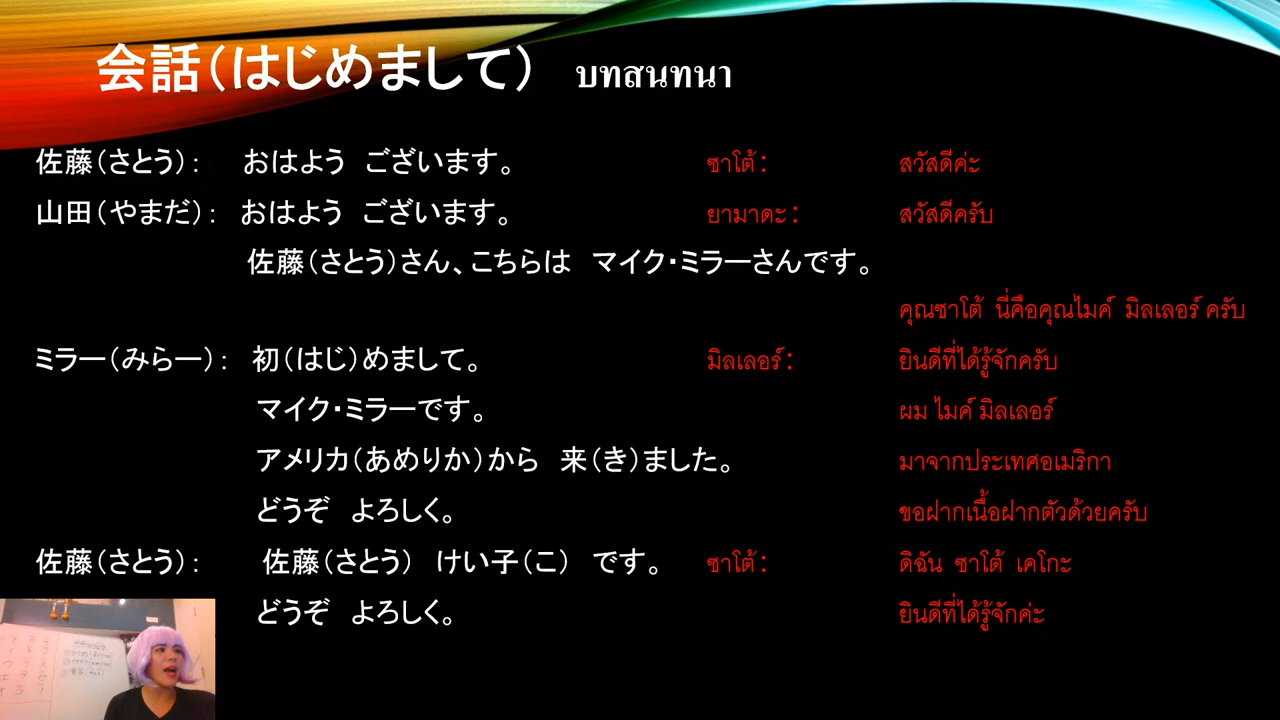 会話（はじめまして） บทสนทนา
佐藤（さとう）： おはよう ございます。 ซาโต้ : สวัสดีค่ะ
山田（やまだ）： おはよう ございます。 ยามาดะ : สวัสดีครับ
佐藤（さとう）さん、こちらは マイク・ミラーさんです。
คุณซาโต้ นี่คือคุณไมค์ มิลเลอร์ ครับ
ミラー（みらー）： 初（はじ）めまして。 มิลเลอร์ : ยินดีที่ได้รู้จักครับ
マイク・ミラーです。 ผม ไมค์ มิลเลอร์
アメリカ（あめりか）から 来（き）ました。 มาจากประเทศอเมริกา
どうぞ よろしく。 ขอฝากเนื้อฝากตัวด้วยครับ
佐藤（さとう）： 佐藤（さとう） けい子（こ） です。 ซาโต้ : ดิฉัน ซาโต้ เคโกะ
どうぞ よろしく。 ยินดีที่ได้รู้จักค่ะ